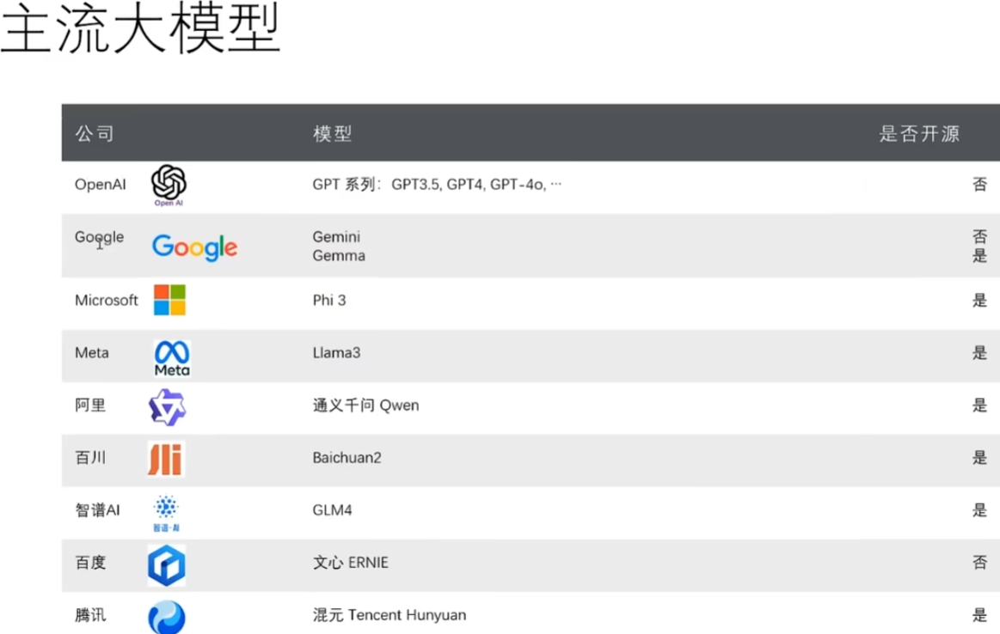 主流大模型
公司 模型 是否开源
OpenAI Open AI GPT 系列：GPT3.5, GPT4, GPT-4o, ··· 否
Google Google Gemini 否
Gemma 是
Microsoft Phi 3 是
Meta Meta Llama3 是
阿里 通义千问 Qwen 是
百川 Baichuan2 是
智谱AI 智谱·AI GLM4 是
百度 文心 ERNIE 否
腾讯 混元 Tencent Hunyuan 是